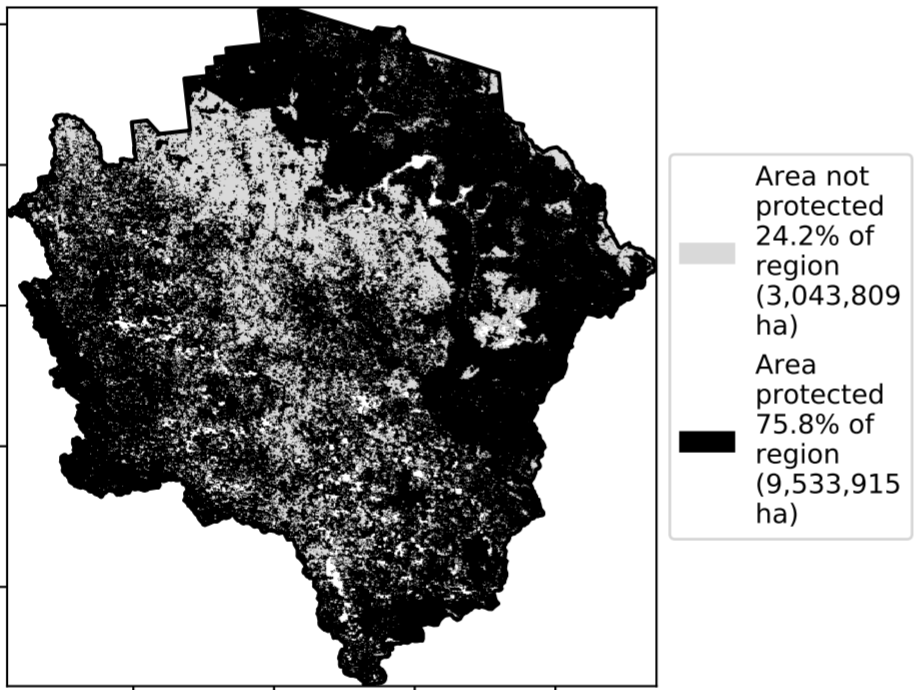 Area not
protected
24.2% of
region
(3,043,809
ha)
Area
protected
75.8% of
region
(9,533,915
ha)